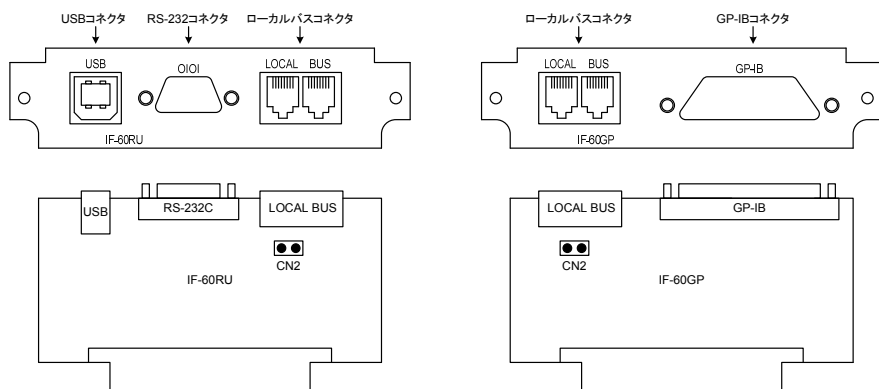 USBコネクタ
RS-232コネクタ
ローカルバスコネクタ
USB
OIOI
LOCAL
BUS
IF-60RU
ローカルバスコネクタ
GP-IBコネクタ
LOCAL
BUS
GP-IB
IF-60GP
USB
RS-232C
LOCAL BUS
CN2
IF-60RU
LOCAL BUS
GP-IB
CN2
IF-60GP